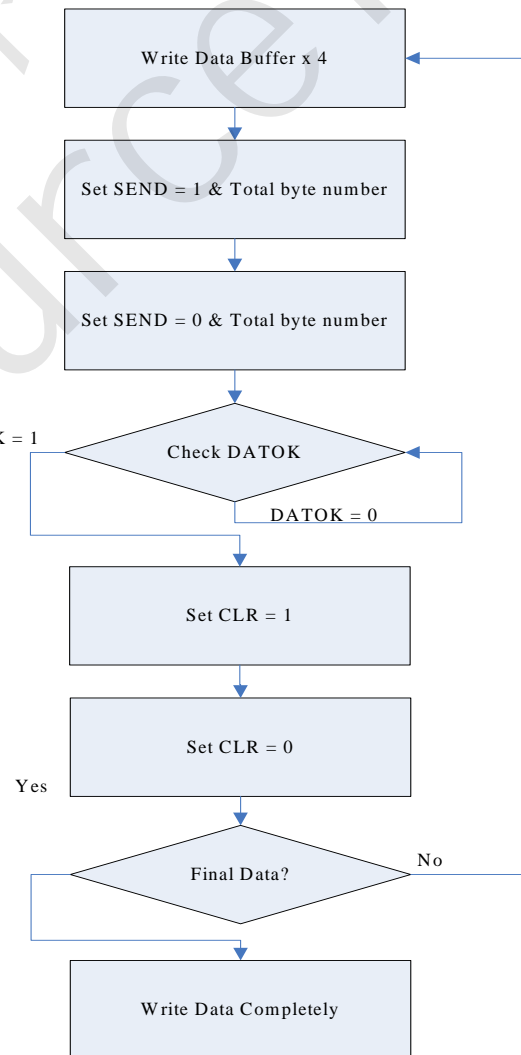 Write Data Buffer x 4
Set SEND = 1 & Total byte number
Set SEND = 0 & Total byte number
K = 1
Check DATOK
DATOK = 0
Set CLR = 1
Set CLR = 0
Yes
Final Data?
No
Write Data Completely